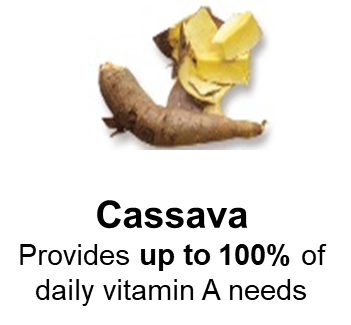 Cassava
Provides up to 100% of
daily vitamin A needs